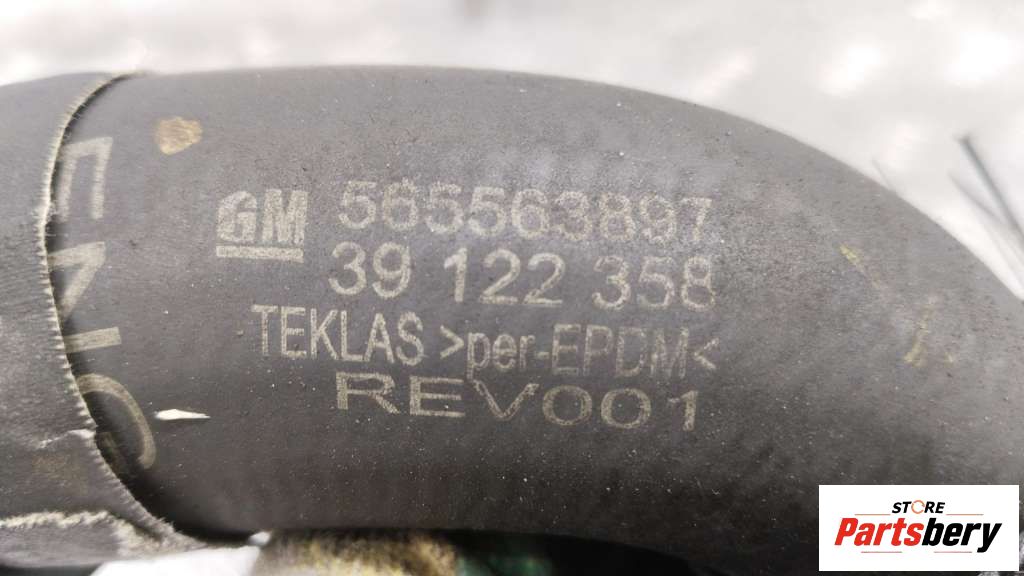 GM 565563897
39 122 358
TEKLAS >per-EPDM<
REV001
STORE
Partsbery